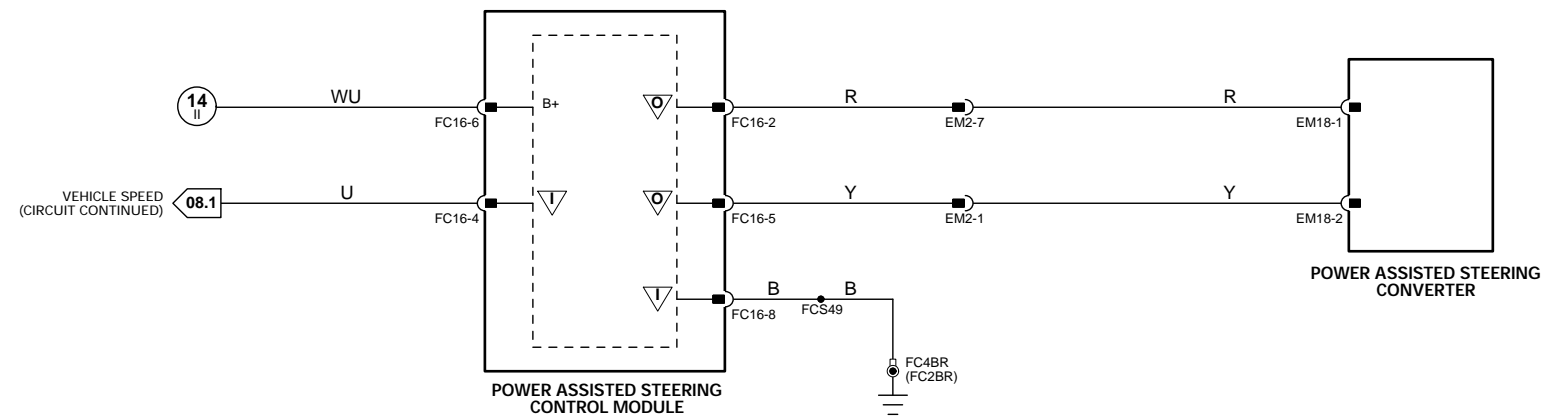 14
II
WU
FC16-6
B+
O
FC16-2
R
EM2-7
R
EM18-1
VEHICLE SPEED
(CIRCUIT CONTINUED)
08.1
U
FC16-4
I
O
FC16-5
Y
EM2-1
Y
EM18-2
I
FC16-8
B
B
FCS49
FC4BR
(FC2BR)
POWER ASSISTED STEERING
CONTROL MODULE
POWER ASSISTED STEERING
CONVERTER